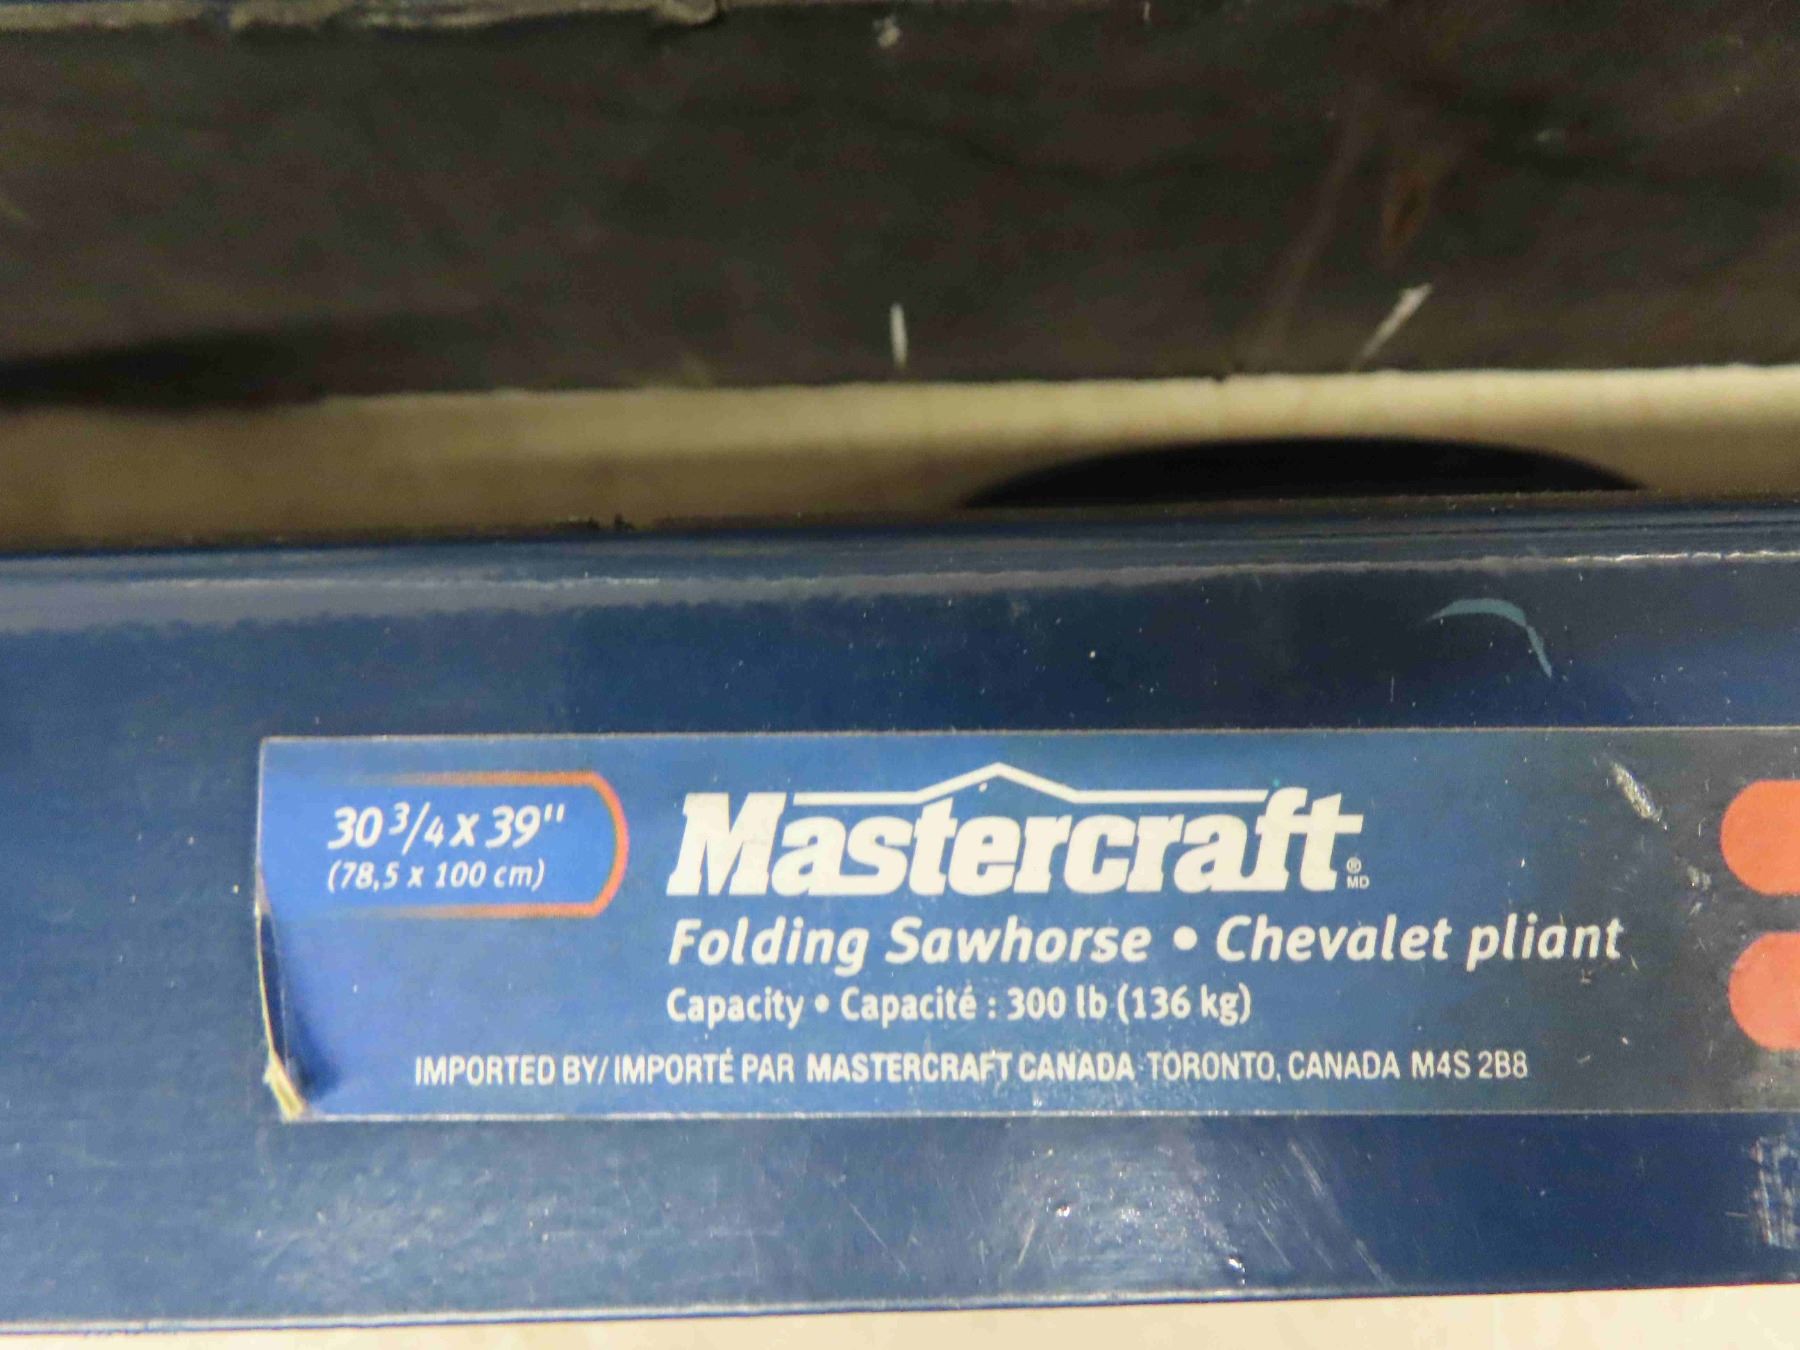 30 3/4 x 39"
(78,5 x 100 cm)
Mastercraft
® MD
Folding Sawhorse • Chevalet pliant
Capacity • Capacité : 300 lb (136 kg)
IMPORTED BY/ IMPORTÉ PAR MASTERCRAFT CANADA TORONTO, CANADA M4S 2B8